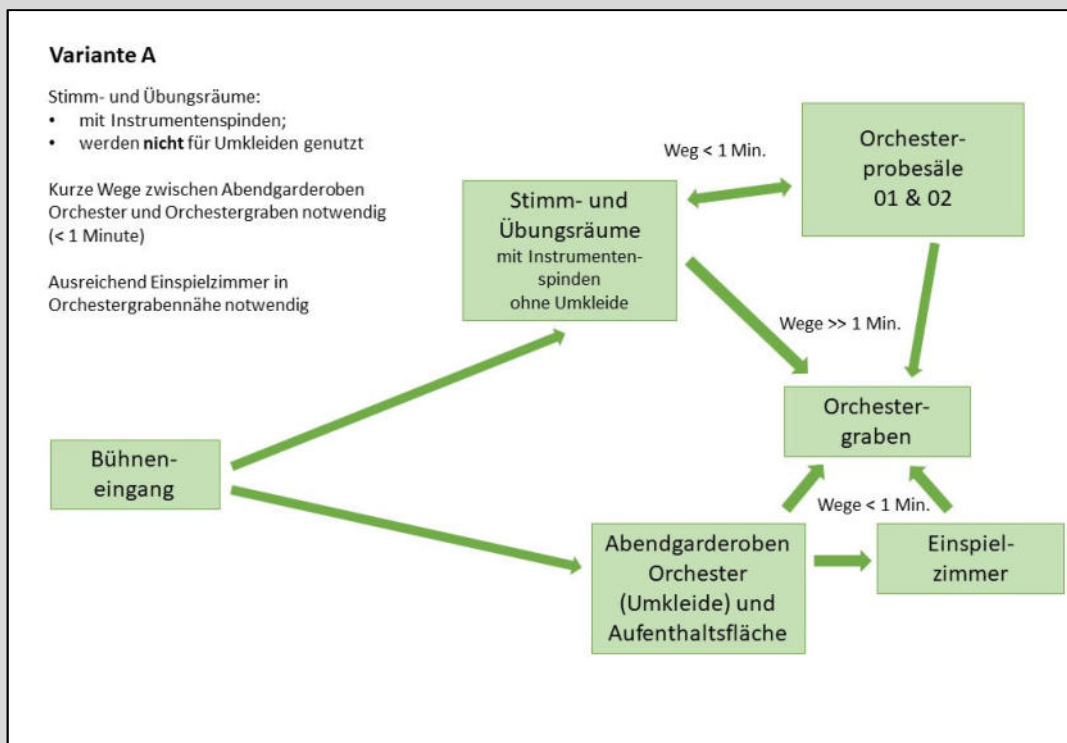 Variante A
Stimm- und Übungsräume:
• mit Instrumentenspinden;
• werden nicht für Umkleiden genutzt
Kurze Wege zwischen Abendgarderoben
Orchester und Orchestergraben notwendig
(< 1 Minute)
Ausreichend Einspielzimmer in
Orchestergrabennähe notwendig
Stimm- und
Übungsräume
mit Instrumenten-
spinden
ohne Umkleide
Weg < 1 Min.
Orchester-
probesäle
01 & 02
Wege >> 1 Min.
Orchester-
graben
Bühnen-
eingang
Wege < 1 Min.
Abendgarderoben
Orchester
(Umkleide) und
Aufenthaltsfläche
Einspiel-
zimmer